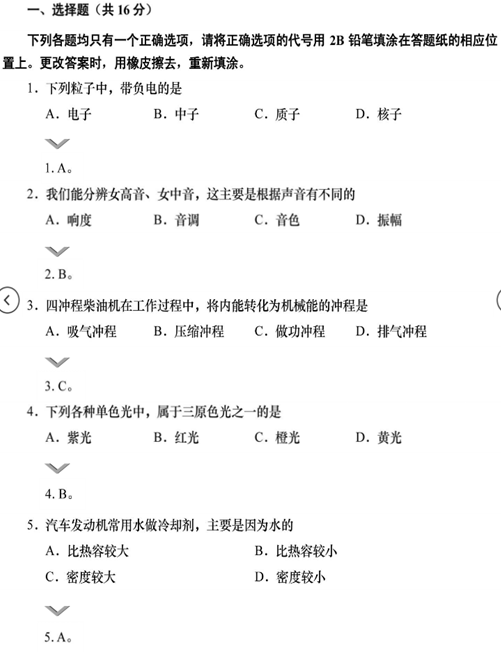 一、选择题（共 16 分）
下列各题均只有一个正确选项，请将正确选项的代号用 2B 铅笔填涂在答题纸的相应位
置上。更改答案时，用橡皮擦去，重新填涂。
1．下列粒子中，带负电的是
A．电子 B．中子 C．质子 D．核子
1. A。
2．我们能分辨女高音、女中音，这主要是根据声音有不同的
A．响度 B．音调 C．音色 D．振幅
2. B。
3．四冲程柴油机在工作过程中，将内能转化为机械能的冲程是
A．吸气冲程 B．压缩冲程 C．做功冲程 D．排气冲程
3. C。
4．下列各种单色光中，属于三原色光之一的是
A．紫光 B．红光 C．橙光 D．黄光
4. B。
5．汽车发动机常用水做冷却剂，主要是因为水的
A．比热容较大 B．比热容较小
C．密度较大 D．密度较小
5. A。